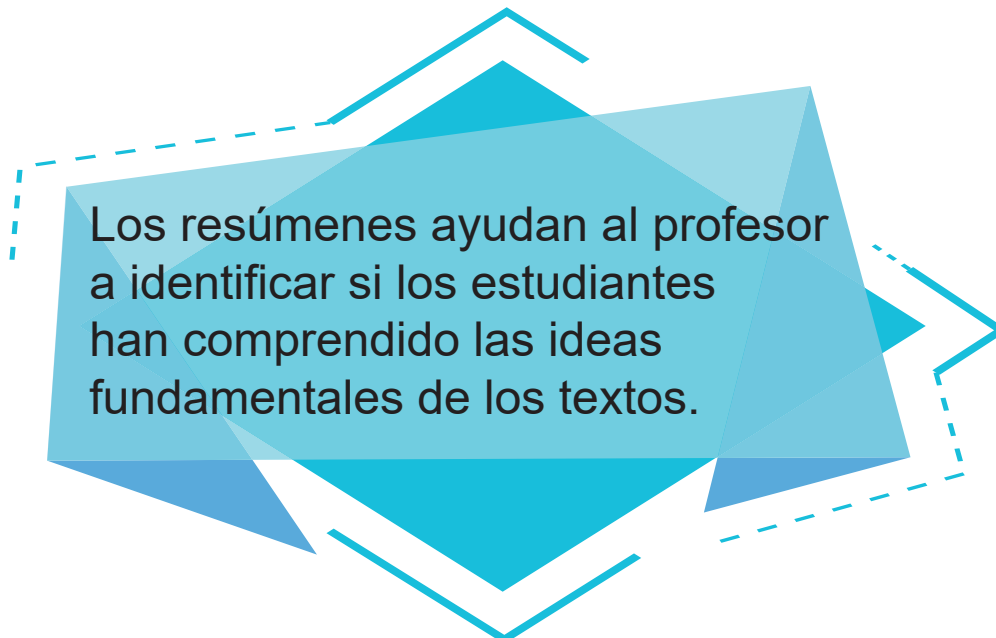 Los resúmenes ayudan al profesor
a identificar si los estudiantes
han comprendido las ideas
fundamentales de los textos.